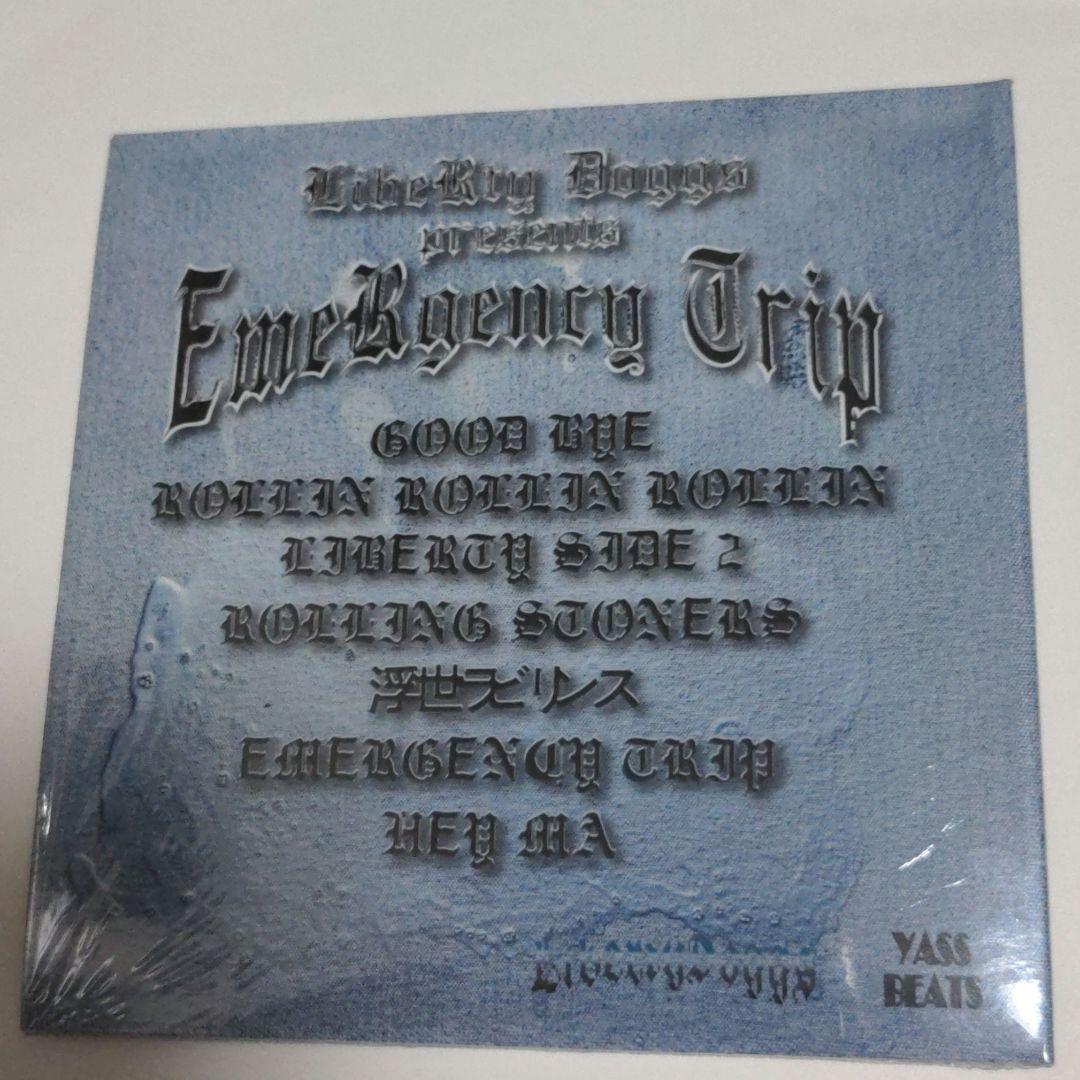 LibeRty Doggs
presents
EmeRgency Trip
GOOD BYE
ROLLIN ROLLIN ROLLIN
LIBERTY SIDE 2
ROLLING STONERS
浮世ラビリンス
EMERGENCY TRIP
HEY MA
YASS
BEATS